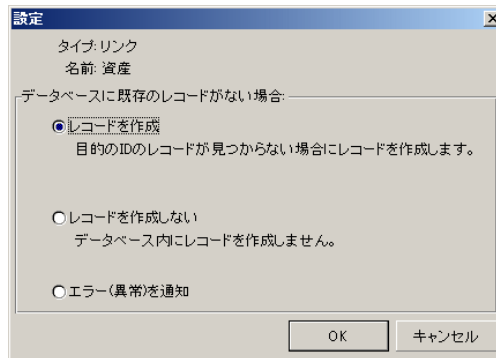 設定
タイプ:リンク
名前: 資産
データベースに既存のレコードがない場合:
レコードを作成
目的のIDのレコードが見つからない場合にレコードを作成します。
レコードを作成しない
データベース内にレコードを作成しません。
エラー(異常)を通知
OK キャンセル